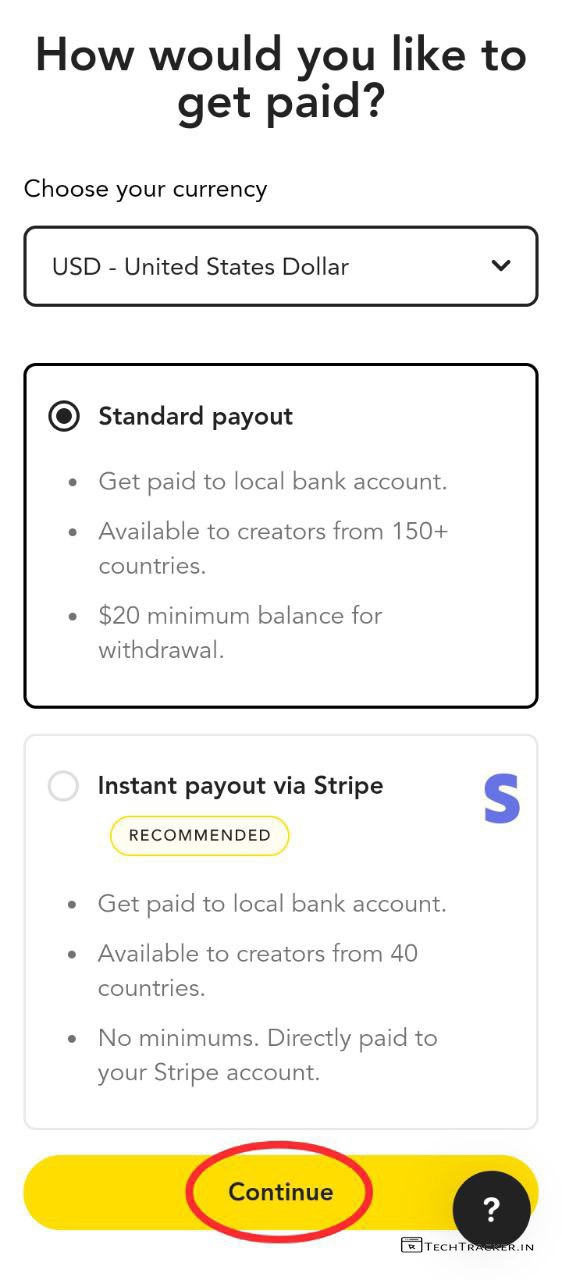 How would you like to
get paid?
Choose your currency
USD - United States Dollar
Standard payout
• Get paid to local bank account.
• Available to creators from 150+
countries.
• $20 minimum balance for
withdrawal.
Instant payout via Stripe
S
RECOMMENDED
• Get paid to local bank account.
• Available to creators from 40
countries.
• No minimums. Directly paid to
your Stripe account.
Continue
?
TECHTRACKER.IN